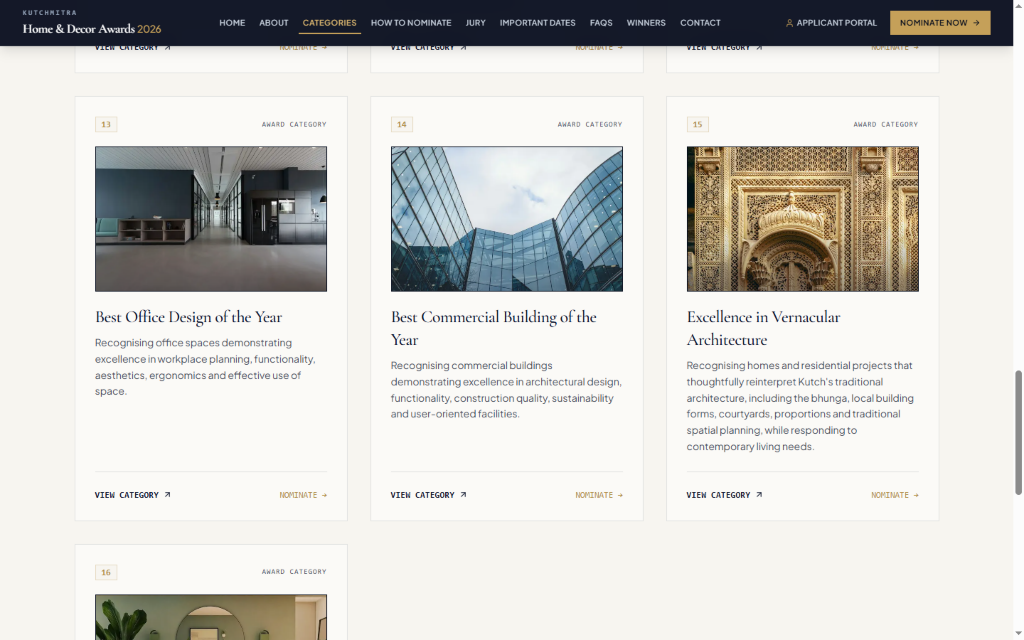 KUTCHMITRA
Home & Decor Awards 2026
HOME
ABOUT
CATEGORIES
HOW TO NOMINATE
JURY
IMPORTANT DATES
FAQS
WINNERS
CONTACT
APPLICANT PORTAL
NOMINATE NOW →
VIEW CATEGORY ↗
NOMINATE →
VIEW CATEGORY ↗
NOMINATE →
VIEW CATEGORY ↗
NOMINATE →
13
AWARD CATEGORY
Best Office Design of the Year
Recognising office spaces demonstrating
excellence in workplace planning, functionality,
aesthetics, ergonomics and effective use of
space.
VIEW CATEGORY ↗
NOMINATE →
14
AWARD CATEGORY
Best Commercial Building of the
Year
Recognising commercial buildings
demonstrating excellence in architectural design,
functionality, construction quality, sustainability
and user-oriented facilities.
VIEW CATEGORY ↗
NOMINATE →
15
AWARD CATEGORY
Excellence in Vernacular
Architecture
Recognising homes and residential projects that
thoughtfully reinterpret Kutch's traditional
architecture, including the bhunga, local building
forms, courtyards, proportions and traditional
spatial planning, while responding to
contemporary living needs.
VIEW CATEGORY ↗
NOMINATE →
16
AWARD CATEGORY